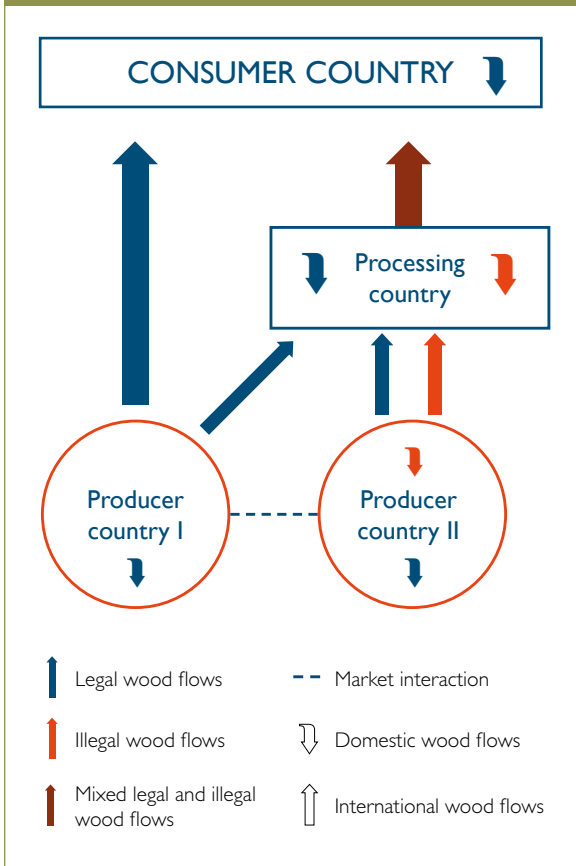 CONSUMER COUNTRY
Processing
country
Producer
country I
Producer
country II
Legal wood flows
Market interaction
Illegal wood flows
Domestic wood flows
Mixed legal and illegal
wood flows
International wood flows